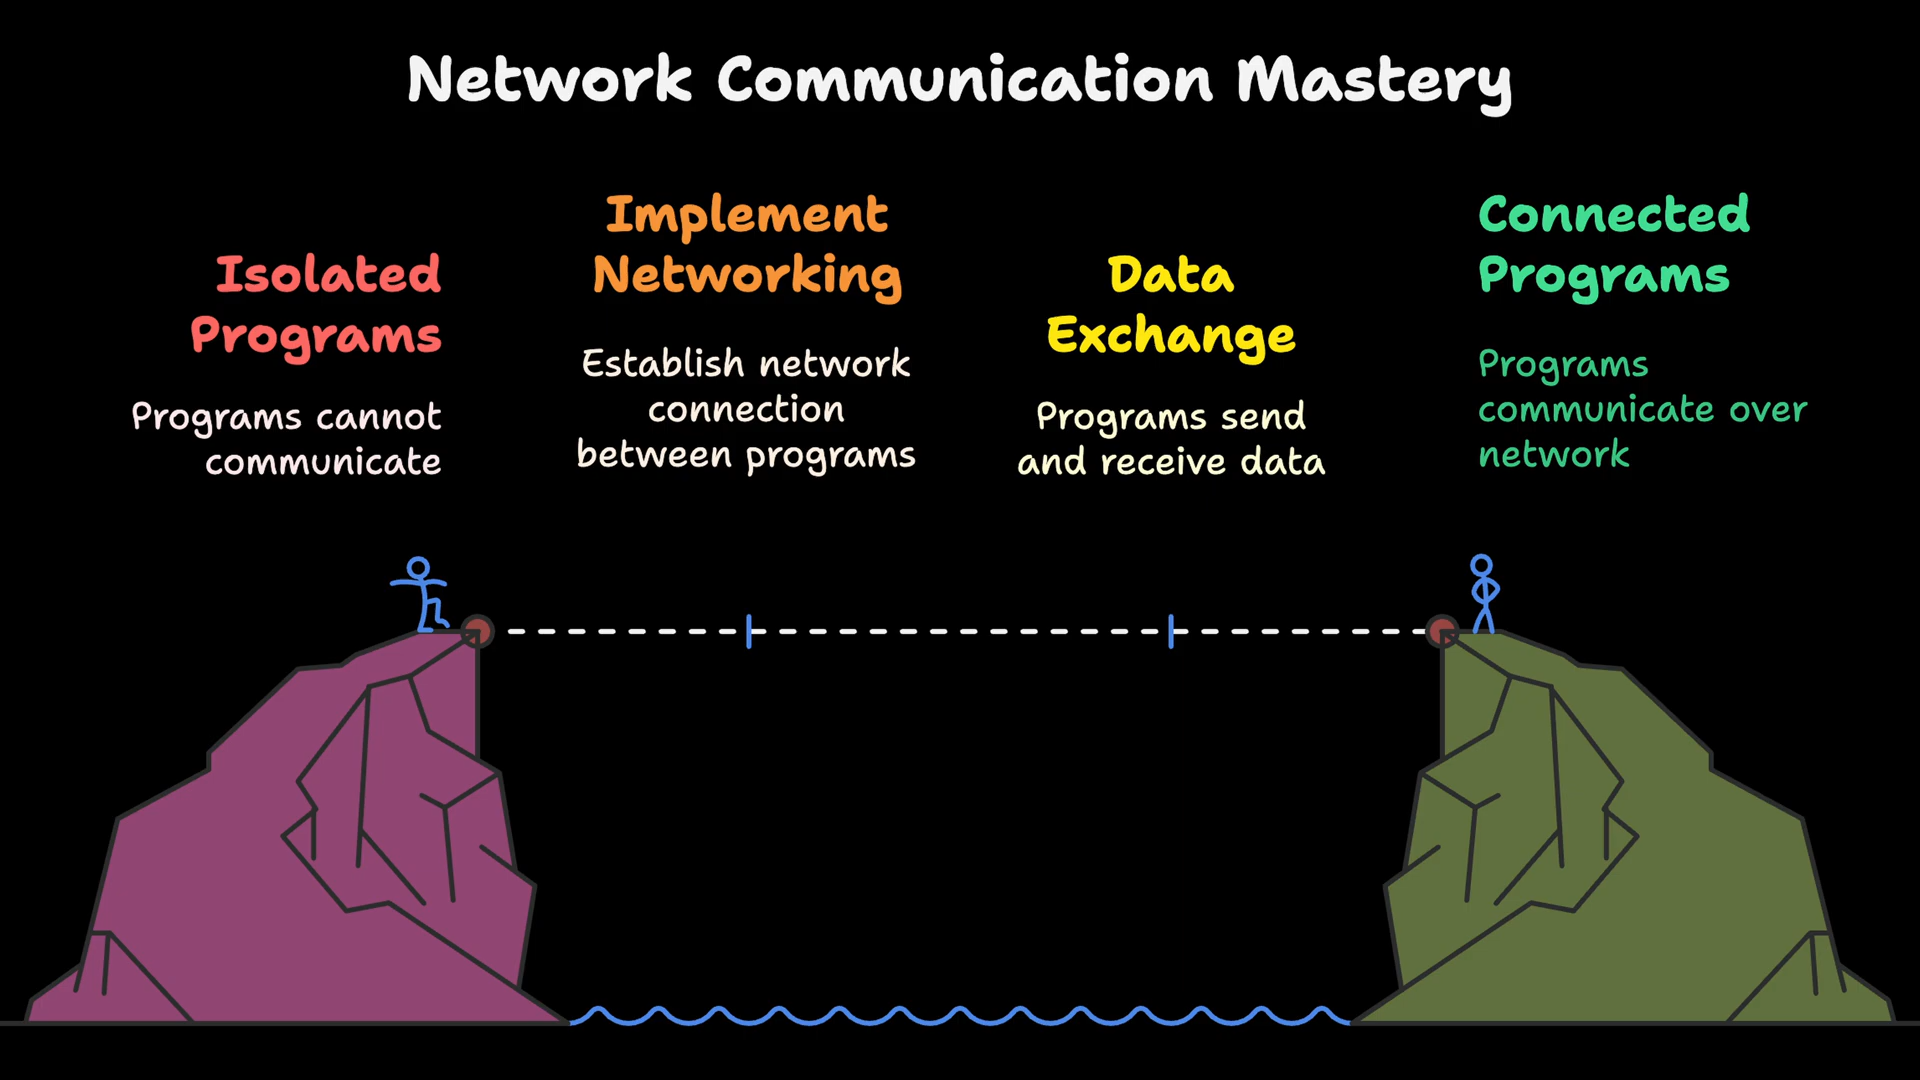 Network Communication Mastery
Isolated
Programs
Programs cannot
communicate
Implement
Networking
Establish network
connection
between programs
Data
Exchange
Programs send
and receive data
Connected
Programs
Programs
communicate over
network